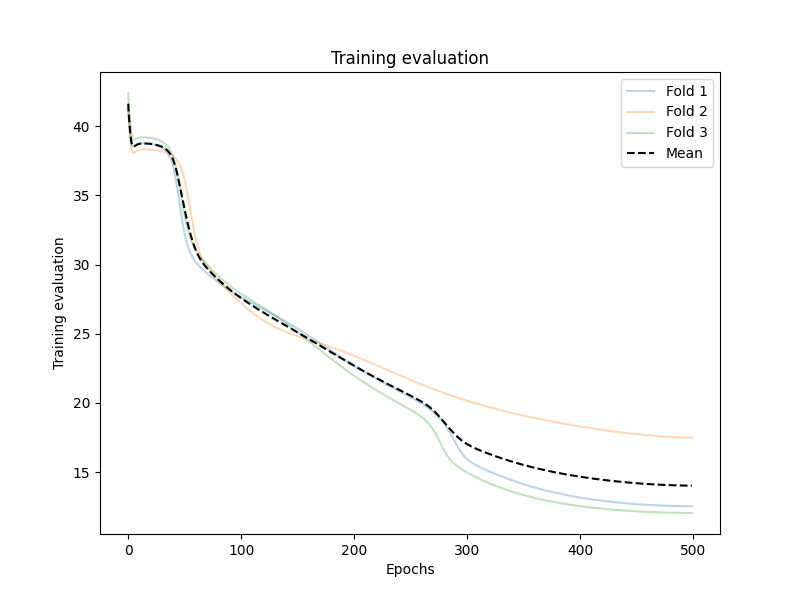 Training evaluation
Fold 1
Fold 2
Fold 3
Mean
Training evaluation
40
35
30
25
20
15
0 100 200 300 400 500
Epochs